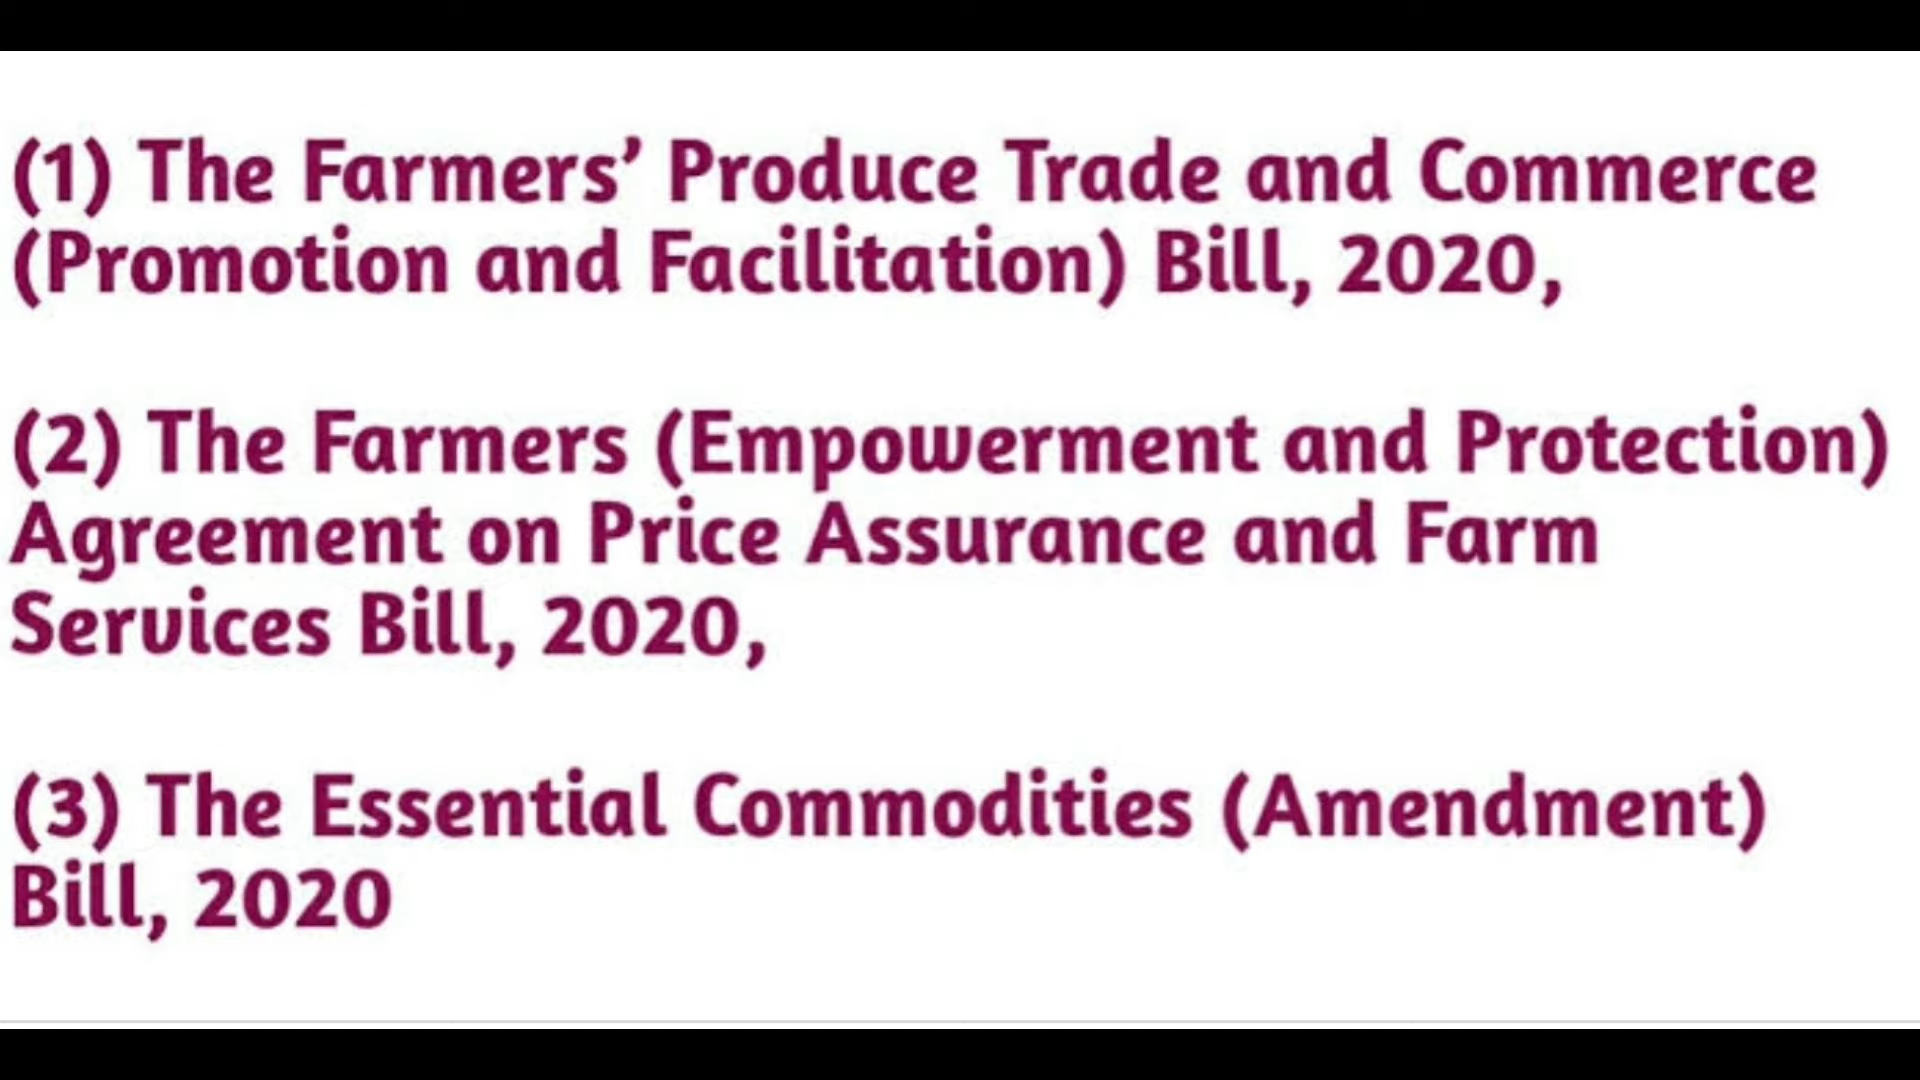 (1) The Farmers’ Produce Trade and Commerce
(Promotion and Facilitation) Bill, 2020,
(2) The Farmers (Empowerment and Protection)
Agreement on Price Assurance and Farm
Services Bill, 2020,
(3) The Essential Commodities (Amendment)
Bill, 2020